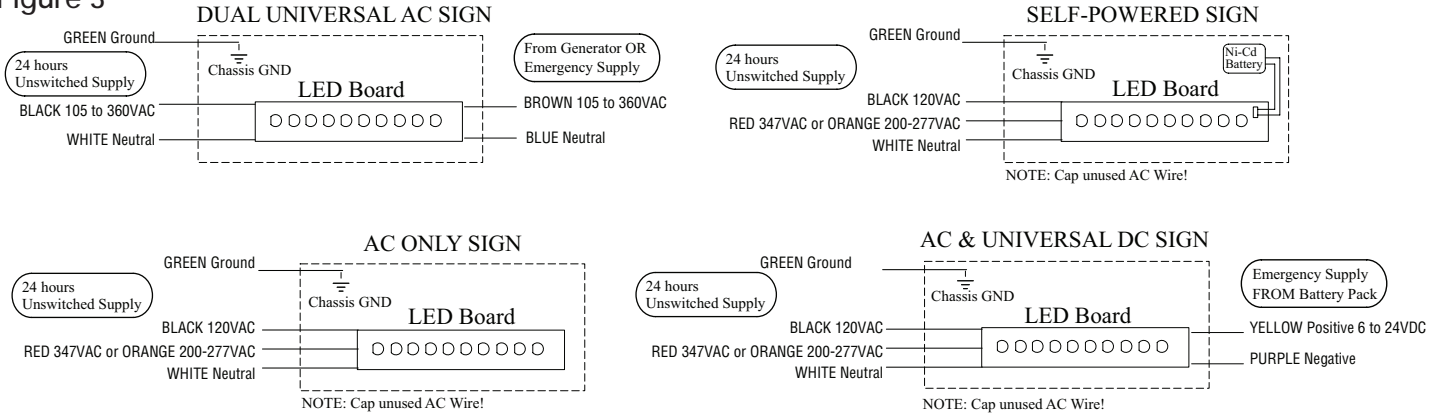 Figure 3
DUAL UNIVERSAL AC SIGN
GREEN Ground
24 hours
Unswitched Supply
Chassis GND
From Generator OR
Emergency Supply
LED Board
BLACK 105 to 360VAC
BROWN 105 to 360VAC
WHITE Neutral
BLUE Neutral
SELF-POWERED SIGN
GREEN Ground
24 hours
Unswitched Supply
Chassis GND
Ni-Cd
Battery
LED Board
BLACK 120VAC
RED 347VAC or ORANGE 200-277VAC
WHITE Neutral
NOTE: Cap unused AC Wire!
AC ONLY SIGN
GREEN Ground
24 hours
Unswitched Supply
Chassis GND
LED Board
BLACK 120VAC
RED 347VAC or ORANGE 200-277VAC
WHITE Neutral
NOTE: Cap unused AC Wire!
AC & UNIVERSAL DC SIGN
GREEN Ground
24 hours
Unswitched Supply
Chassis GND
Emergency Supply
FROM Battery Pack
LED Board
BLACK 120VAC
YELLOW Positive 6 to 24VDC
RED 347VAC or ORANGE 200-277VAC
PURPLE Negative
WHITE Neutral
NOTE: Cap unused AC Wire!